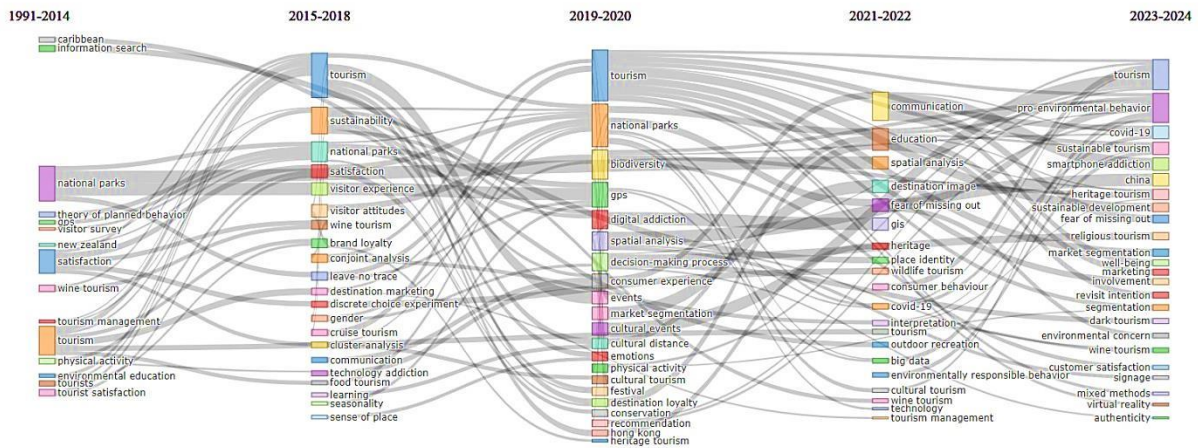 1991-2014
2015-2018
2019-2020
2021-2022
2023-2024
caribbean
information search
national parks
theory of planned behavior
gps
visitor survey
new zealand
satisfaction
wine tourism
tourism management
tourism
physical activity
environmental education
tourists
tourist satisfaction
tourism
sustainability
national parks
satisfaction
visitor experience
visitor attitudes
wine tourism
brand loyalty
conjoint analysis
leave no trace
destination marketing
discrete choice experiment
gender
cruise tourism
cluster analysis
communication
technology addiction
food tourism
learning
seasonality
sense of place
tourism
national parks
biodiversity
gps
digital addiction
spatial analysis
decision-making process
consumer experience
events
market segmentation
cultural events
cultural distance
emotions
physical activity
cultural tourism
festival
destination loyalty
conservation
recommendation
hong kong
heritage tourism
communication
education
spatial analysis
destination image
fear of missing out
gis
heritage
place identity
wildlife tourism
consumer behaviour
covid-19
interpretation
tourism
outdoor recreation
big data
environmentally responsible behavior
cultural tourism
wine tourism
technology
tourism management
tourism
pro-environmental behavior
covid-19
sustainable tourism
smartphone addiction
china
heritage tourism
sustainable development
fear of missing out
religious tourism
market segmentation
well-being
marketing
involvement
revisit intention
segmentation
dark tourism
environmental concern
wine tourism
customer satisfaction
signage
mixed methods
virtual reality
authenticity